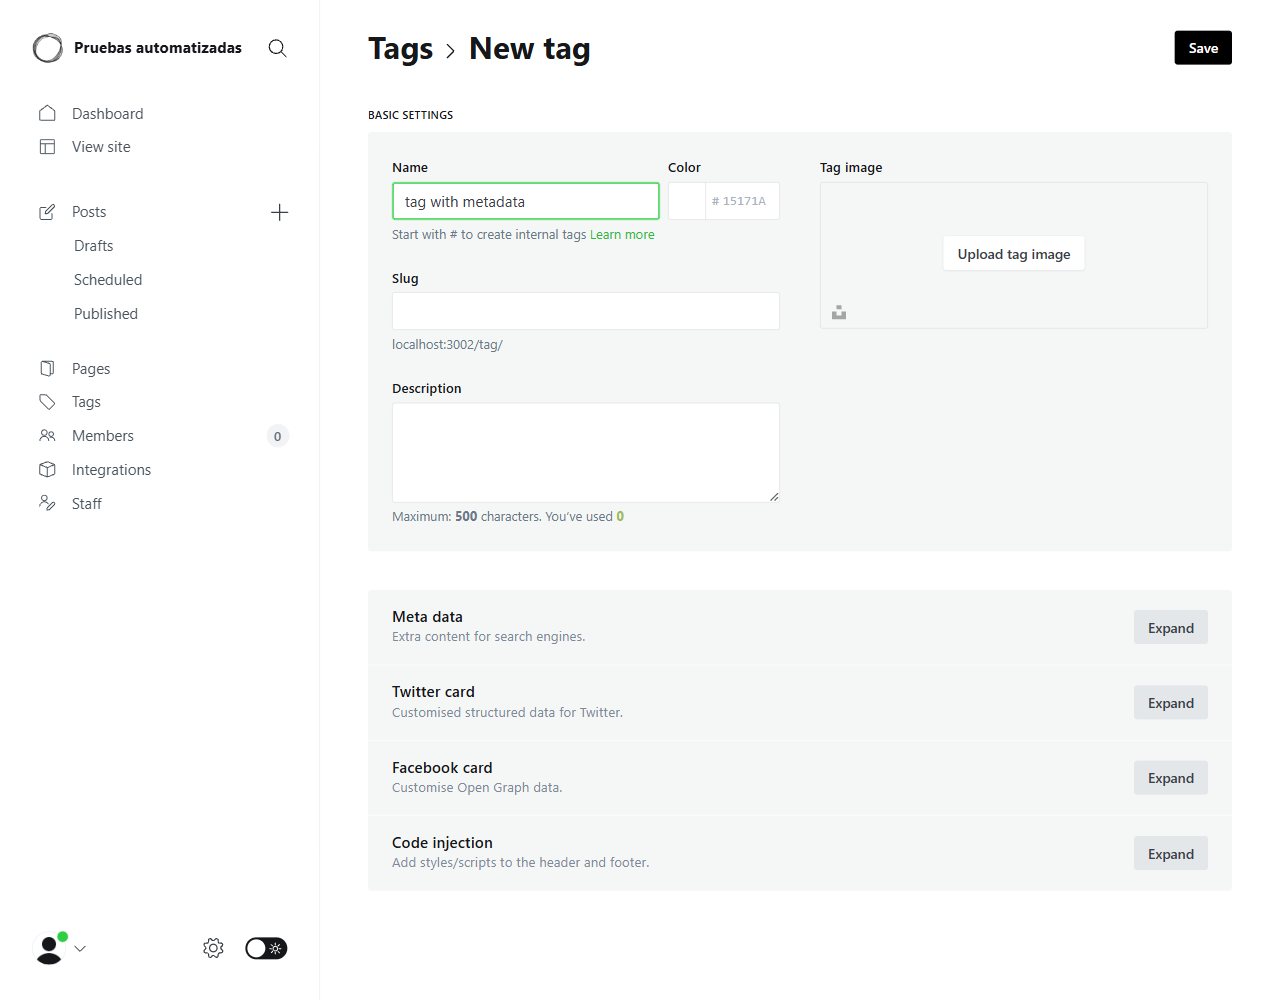 Pruebas automatizadas
Dashboard
View site
Posts
Drafts
Scheduled
Published
Pages
Tags
Members 0
Integrations
Staff
Tags › New tag
Save
BASIC SETTINGS
Name
tag with metadata
Start with # to create internal tags Learn more
Color
# 15171A
Slug
localhost:3002/tag/
Description
Maximum: 500 characters. You’ve used 0
Tag image
Upload tag image
Meta data
Extra content for search engines.
Expand
Twitter card
Customised structured data for Twitter.
Expand
Facebook card
Customise Open Graph data.
Expand
Code injection
Add styles/scripts to the header and footer.
Expand